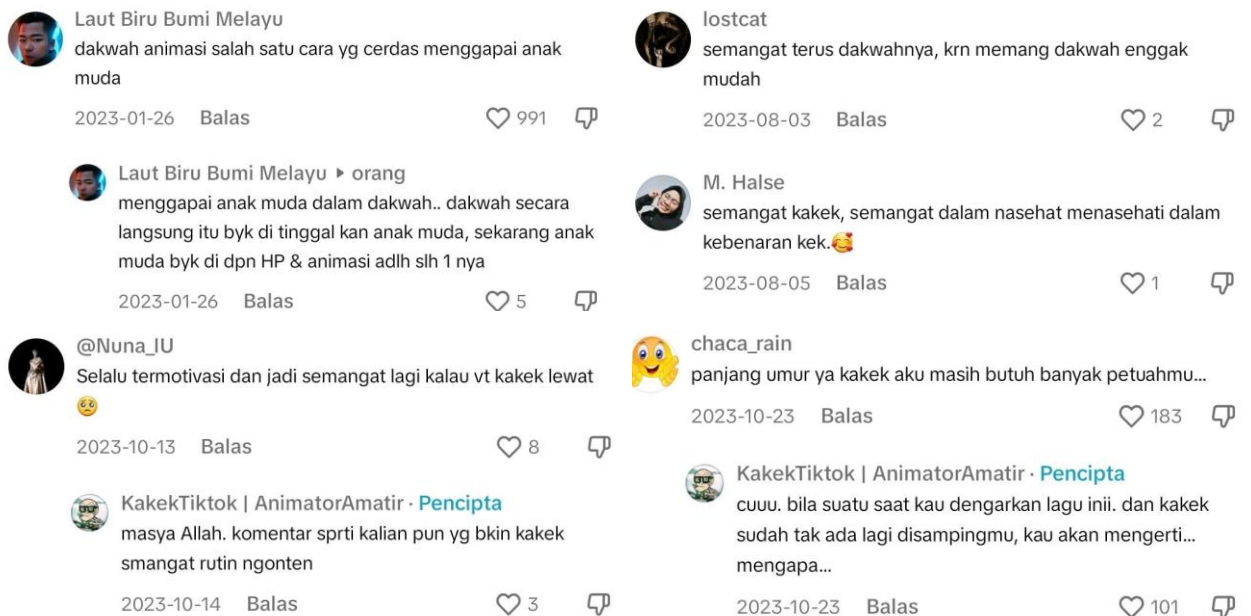 Laut Biru Bumi Melayu
dakwah animasi salah satu cara yg cerdas menggapai anak
muda
2023-01-26 Balas 991
Laut Biru Bumi Melayu ▸ orang
menggapai anak muda dalam dakwah.. dakwah secara
langsung itu byk di tinggal kan anak muda, sekarang anak
muda byk di dpn HP & animasi adlh slh 1 nya
2023-01-26 Balas 5
@Nuna_IU
Selalu termotivasi dan jadi semangat lagi kalau vt kakek lewat
🥺
2023-10-13 Balas 8
KakekTiktok | AnimatorAmatir · Pencipta
masya Allah. komentar sprti kalian pun yg bkin kakek
smangat rutin ngonten
2023-10-14 Balas 3
lostcat
semangat terus dakwahnya, krn memang dakwah enggak
mudah
2023-08-03 Balas 2
M. Halse
semangat kakek, semangat dalam nasehat menasehati dalam
kebenaran kek.🥰
2023-08-05 Balas 1
chaca_rain
panjang umur ya kakek aku masih butuh banyak petuahmu...
2023-10-23 Balas 183
KakekTiktok | AnimatorAmatir · Pencipta
cuuu. bila suatu saat kau dengarkan lagu inii. dan kakek
sudah tak ada lagi disampingmu, kau akan mengerti...
mengapa...
2023-10-23 Balas 101